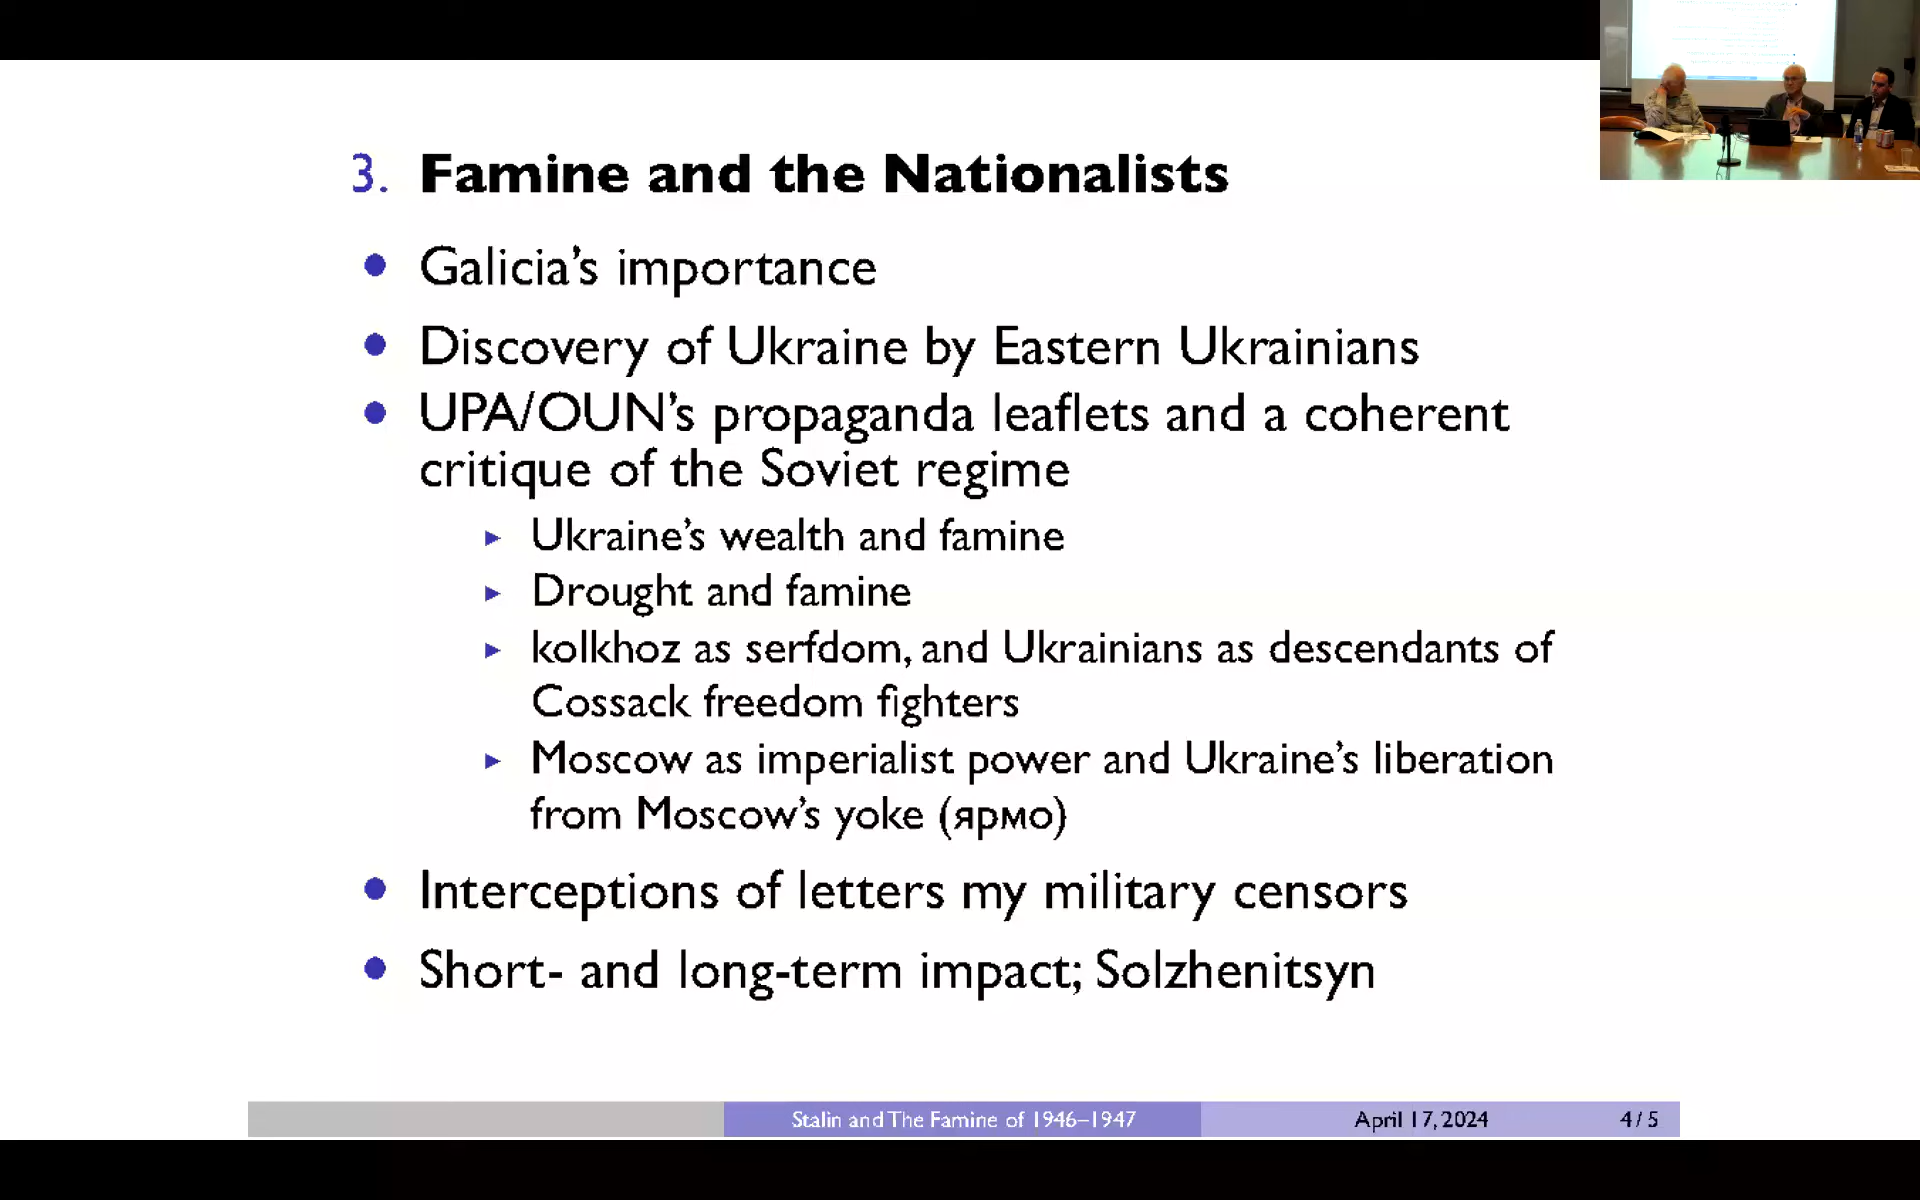 3. Famine and the Nationalists
• Galicia’s importance
• Discovery of Ukraine by Eastern Ukrainians
• UPA/OUN’s propaganda leaflets and a coherent
critique of the Soviet regime
▸ Ukraine’s wealth and famine
▸ Drought and famine
▸ kolkhoz as serfdom, and Ukrainians as descendants of
Cossack freedom fighters
▸ Moscow as imperialist power and Ukraine’s liberation
from Moscow’s yoke (ярмо)
• Interceptions of letters my military censors
• Short- and long-term impact; Solzhenitsyn
Stalin and The Famine of 1946–1947 April 17, 2024 4 / 5